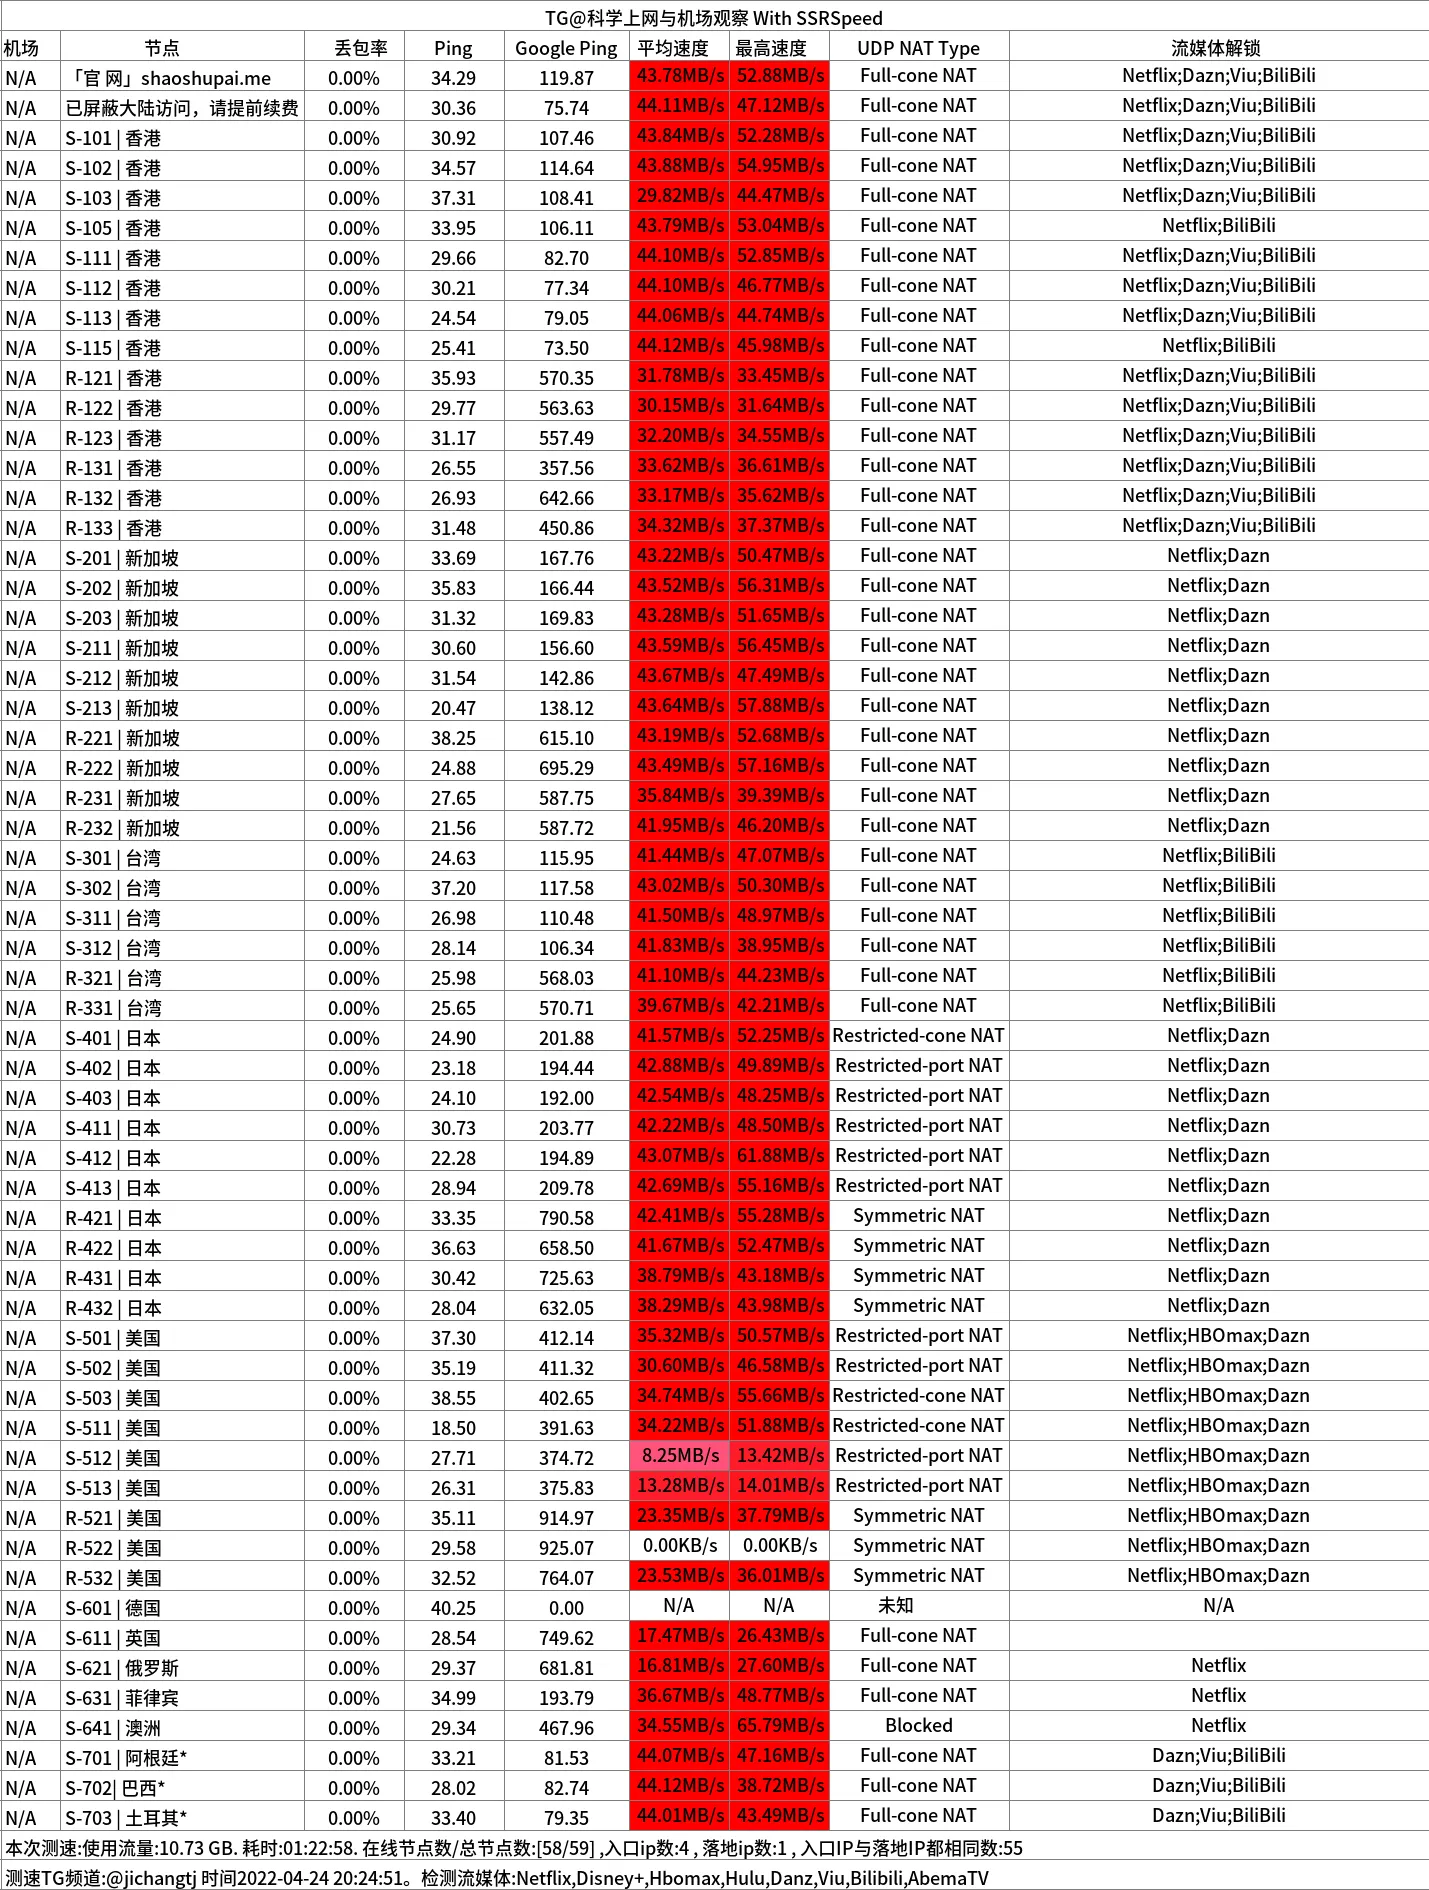 TG@科学上网与机场观察 With SSRSpeed
机场 节点 丢包率 Ping Google Ping 平均速度 最高速度 UDP NAT Type 流媒体解锁
N/A 「官 网」shaoshupai.me 0.00% 34.29 119.87 43.78MB/s 52.88MB/s Full-cone NAT Netflix;Dazn;Viu;BiliBili
N/A 已屏蔽大陆访问，请提前续费 0.00% 30.36 75.74 44.11MB/s 47.12MB/s Full-cone NAT Netflix;Dazn;Viu;BiliBili
N/A S-101 | 香港 0.00% 30.92 107.46 43.84MB/s 52.28MB/s Full-cone NAT Netflix;Dazn;Viu;BiliBili
N/A S-102 | 香港 0.00% 34.57 114.64 43.88MB/s 54.95MB/s Full-cone NAT Netflix;Dazn;Viu;BiliBili
N/A S-103 | 香港 0.00% 37.31 108.41 29.82MB/s 44.47MB/s Full-cone NAT Netflix;Dazn;Viu;BiliBili
N/A S-105 | 香港 0.00% 33.95 106.11 43.79MB/s 53.04MB/s Full-cone NAT Netflix;BiliBili
N/A S-111 | 香港 0.00% 29.66 82.70 44.10MB/s 52.85MB/s Full-cone NAT Netflix;Dazn;Viu;BiliBili
N/A S-112 | 香港 0.00% 30.21 77.34 44.10MB/s 46.77MB/s Full-cone NAT Netflix;Dazn;Viu;BiliBili
N/A S-113 | 香港 0.00% 24.54 79.05 44.06MB/s 44.74MB/s Full-cone NAT Netflix;Dazn;Viu;BiliBili
N/A S-115 | 香港 0.00% 25.41 73.50 44.12MB/s 45.98MB/s Full-cone NAT Netflix;BiliBili
N/A R-121 | 香港 0.00% 35.93 570.35 31.78MB/s 33.45MB/s Full-cone NAT Netflix;Dazn;Viu;BiliBili
N/A R-122 | 香港 0.00% 29.77 563.63 30.15MB/s 31.64MB/s Full-cone NAT Netflix;Dazn;Viu;BiliBili
N/A R-123 | 香港 0.00% 31.17 557.49 32.20MB/s 34.55MB/s Full-cone NAT Netflix;Dazn;Viu;BiliBili
N/A R-131 | 香港 0.00% 26.55 357.56 33.62MB/s 36.61MB/s Full-cone NAT Netflix;Dazn;Viu;BiliBili
N/A R-132 | 香港 0.00% 26.93 642.66 33.17MB/s 35.62MB/s Full-cone NAT Netflix;Dazn;Viu;BiliBili
N/A R-133 | 香港 0.00% 31.48 450.86 34.32MB/s 37.37MB/s Full-cone NAT Netflix;Dazn;Viu;BiliBili
N/A S-201 | 新加坡 0.00% 33.69 167.76 43.22MB/s 50.47MB/s Full-cone NAT Netflix;Dazn
N/A S-202 | 新加坡 0.00% 35.83 166.44 43.52MB/s 56.31MB/s Full-cone NAT Netflix;Dazn
N/A S-203 | 新加坡 0.00% 31.32 169.83 43.28MB/s 51.65MB/s Full-cone NAT Netflix;Dazn
N/A S-211 | 新加坡 0.00% 30.60 156.60 43.59MB/s 56.45MB/s Full-cone NAT Netflix;Dazn
N/A S-212 | 新加坡 0.00% 31.54 142.86 43.67MB/s 47.49MB/s Full-cone NAT Netflix;Dazn
N/A S-213 | 新加坡 0.00% 20.47 138.12 43.64MB/s 57.88MB/s Full-cone NAT Netflix;Dazn
N/A R-221 | 新加坡 0.00% 38.25 615.10 43.19MB/s 52.68MB/s Full-cone NAT Netflix;Dazn
N/A R-222 | 新加坡 0.00% 24.88 695.29 43.49MB/s 57.16MB/s Full-cone NAT Netflix;Dazn
N/A R-231 | 新加坡 0.00% 27.65 587.75 35.84MB/s 39.39MB/s Full-cone NAT Netflix;Dazn
N/A R-232 | 新加坡 0.00% 21.56 587.72 41.95MB/s 46.20MB/s Full-cone NAT Netflix;Dazn
N/A S-301 | 台湾 0.00% 24.63 115.95 41.44MB/s 47.07MB/s Full-cone NAT Netflix;BiliBili
N/A S-302 | 台湾 0.00% 37.20 117.58 43.02MB/s 50.30MB/s Full-cone NAT Netflix;BiliBili
N/A S-311 | 台湾 0.00% 26.98 110.48 41.50MB/s 48.97MB/s Full-cone NAT Netflix;BiliBili
N/A S-312 | 台湾 0.00% 28.14 106.34 41.83MB/s 38.95MB/s Full-cone NAT Netflix;BiliBili
N/A R-321 | 台湾 0.00% 25.98 568.03 41.10MB/s 44.23MB/s Full-cone NAT Netflix;BiliBili
N/A R-331 | 台湾 0.00% 25.65 570.71 39.67MB/s 42.21MB/s Full-cone NAT Netflix;BiliBili
N/A S-401 | 日本 0.00% 24.90 201.88 41.57MB/s 52.25MB/s Restricted-cone NAT Netflix;Dazn
N/A S-402 | 日本 0.00% 23.18 194.44 42.88MB/s 49.89MB/s Restricted-port NAT Netflix;Dazn
N/A S-403 | 日本 0.00% 24.10 192.00 42.54MB/s 48.25MB/s Restricted-port NAT Netflix;Dazn
N/A S-411 | 日本 0.00% 30.73 203.77 42.22MB/s 48.50MB/s Restricted-port NAT Netflix;Dazn
N/A S-412 | 日本 0.00% 22.28 194.89 43.07MB/s 61.88MB/s Restricted-port NAT Netflix;Dazn
N/A S-413 | 日本 0.00% 28.94 209.78 42.69MB/s 55.16MB/s Restricted-port NAT Netflix;Dazn
N/A R-421 | 日本 0.00% 33.35 790.58 42.41MB/s 55.28MB/s Symmetric NAT Netflix;Dazn
N/A R-422 | 日本 0.00% 36.63 658.50 41.67MB/s 52.47MB/s Symmetric NAT Netflix;Dazn
N/A R-431 | 日本 0.00% 30.42 725.63 38.79MB/s 43.18MB/s Symmetric NAT Netflix;Dazn
N/A R-432 | 日本 0.00% 28.04 632.05 38.29MB/s 43.98MB/s Symmetric NAT Netflix;Dazn
N/A S-501 | 美国 0.00% 37.30 412.14 35.32MB/s 50.57MB/s Restricted-port NAT Netflix;HBOmax;Dazn
N/A S-502 | 美国 0.00% 35.19 411.32 30.60MB/s 46.58MB/s Restricted-port NAT Netflix;HBOmax;Dazn
N/A S-503 | 美国 0.00% 38.55 402.65 34.74MB/s 55.66MB/s Restricted-cone NAT Netflix;HBOmax;Dazn
N/A S-511 | 美国 0.00% 18.50 391.63 34.22MB/s 51.88MB/s Restricted-cone NAT Netflix;HBOmax;Dazn
N/A S-512 | 美国 0.00% 27.71 374.72 8.25MB/s 13.42MB/s Restricted-port NAT Netflix;HBOmax;Dazn
N/A S-513 | 美国 0.00% 26.31 375.83 13.28MB/s 14.01MB/s Restricted-port NAT Netflix;HBOmax;Dazn
N/A R-521 | 美国 0.00% 35.11 914.97 23.35MB/s 37.79MB/s Symmetric NAT Netflix;HBOmax;Dazn
N/A R-522 | 美国 0.00% 29.58 925.07 0.00KB/s 0.00KB/s Symmetric NAT Netflix;HBOmax;Dazn
N/A R-532 | 美国 0.00% 32.52 764.07 23.53MB/s 36.01MB/s Symmetric NAT Netflix;HBOmax;Dazn
N/A S-601 | 德国 0.00% 40.25 0.00 N/A N/A 未知 N/A
N/A S-611 | 英国 0.00% 28.54 749.62 17.47MB/s 26.43MB/s Full-cone NAT
N/A S-621 | 俄罗斯 0.00% 29.37 681.81 16.81MB/s 27.60MB/s Full-cone NAT Netflix
N/A S-631 | 菲律宾 0.00% 34.99 193.79 36.67MB/s 48.77MB/s Full-cone NAT Netflix
N/A S-641 | 澳洲 0.00% 29.34 467.96 34.55MB/s 65.79MB/s Blocked Netflix
N/A S-701 | 阿根廷* 0.00% 33.21 81.53 44.07MB/s 47.16MB/s Full-cone NAT Dazn;Viu;BiliBili
N/A S-702| 巴西* 0.00% 28.02 82.74 44.12MB/s 38.72MB/s Full-cone NAT Dazn;Viu;BiliBili
N/A S-703 | 土耳其* 0.00% 33.40 79.35 44.01MB/s 43.49MB/s Full-cone NAT Dazn;Viu;BiliBili
本次测速:使用流量:10.73 GB. 耗时:01:22:58. 在线节点数/总节点数:[58/59] ,入口ip数:4 , 落地ip数:1 , 入口IP与落地IP都相同数:55
测速TG频道:@jichangtj 时间2022-04-24 20:24:51。检测流媒体:Netflix,Disney+,Hbomax,Hulu,Danz,Viu,Bilibili,AbemaTV